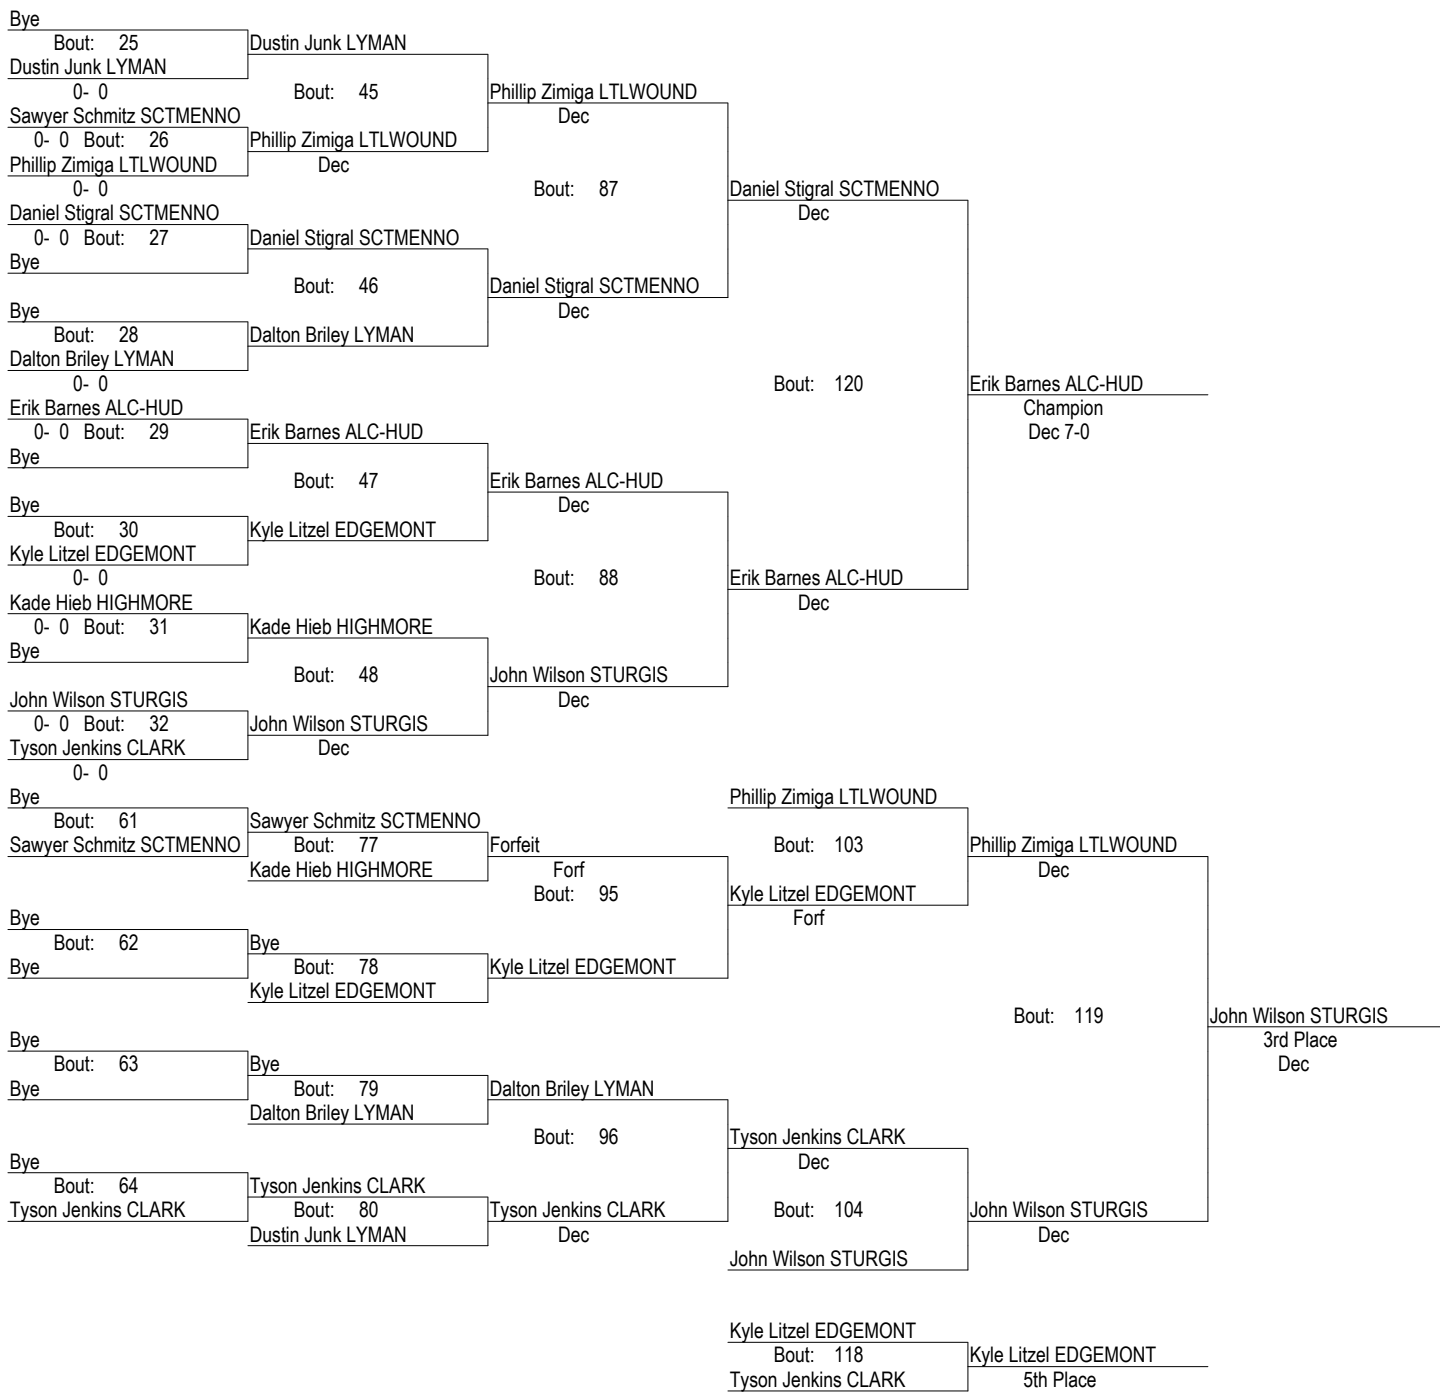 Bye
Bout: 25
Dustin Junk LYMAN
Dustin Junk LYMAN
0- 0
Bout: 45
Phillip Zimiga LTLWOUND
Dec
Sawyer Schmitz SCTMENNO
0- 0 Bout: 26
Phillip Zimiga LTLWOUND
Phillip Zimiga LTLWOUND
Dec
0- 0
Bout: 87
Daniel Stigral SCTMENNO
Dec
Daniel Stigral SCTMENNO
0- 0 Bout: 27
Daniel Stigral SCTMENNO
Bye
Bout: 46
Daniel Stigral SCTMENNO
Dec
Bye
Bout: 28
Dalton Briley LYMAN
Dalton Briley LYMAN
0- 0
Bout: 120
Erik Barnes ALC-HUD
Champion
Dec 7-0
Erik Barnes ALC-HUD
0- 0 Bout: 29
Erik Barnes ALC-HUD
Bye
Bout: 47
Erik Barnes ALC-HUD
Dec
Bye
Bout: 30
Kyle Litzel EDGEMONT
Kyle Litzel EDGEMONT
0- 0
Bout: 88
Erik Barnes ALC-HUD
Dec
Kade Hieb HIGHMORE
0- 0 Bout: 31
Kade Hieb HIGHMORE
Bye
Bout: 48
John Wilson STURGIS
Dec
John Wilson STURGIS
0- 0 Bout: 32
John Wilson STURGIS
Tyson Jenkins CLARK
Dec
0- 0
Bye
Bout: 61
Sawyer Schmitz SCTMENNO
Sawyer Schmitz SCTMENNO
Bout: 77
Kade Hieb HIGHMORE
Forfeit
Forf
Bout: 95
Phillip Zimiga LTLWOUND
Bout: 103
Kyle Litzel EDGEMONT
Forf
Phillip Zimiga LTLWOUND
Dec
Bye
Bout: 62
Bye
Bye
Bout: 78
Kyle Litzel EDGEMONT
Kyle Litzel EDGEMONT
Bout: 119
John Wilson STURGIS
3rd Place
Dec
Bye
Bout: 63
Bye
Bye
Bout: 79
Dalton Briley LYMAN
Dalton Briley LYMAN
Bout: 96
Tyson Jenkins CLARK
Dec
Bye
Bout: 64
Tyson Jenkins CLARK
Tyson Jenkins CLARK
Bout: 80
Dustin Junk LYMAN
Tyson Jenkins CLARK
Dec
Bout: 104
John Wilson STURGIS
John Wilson STURGIS
Dec
Kyle Litzel EDGEMONT
Bout: 118
Tyson Jenkins CLARK
Kyle Litzel EDGEMONT
5th Place